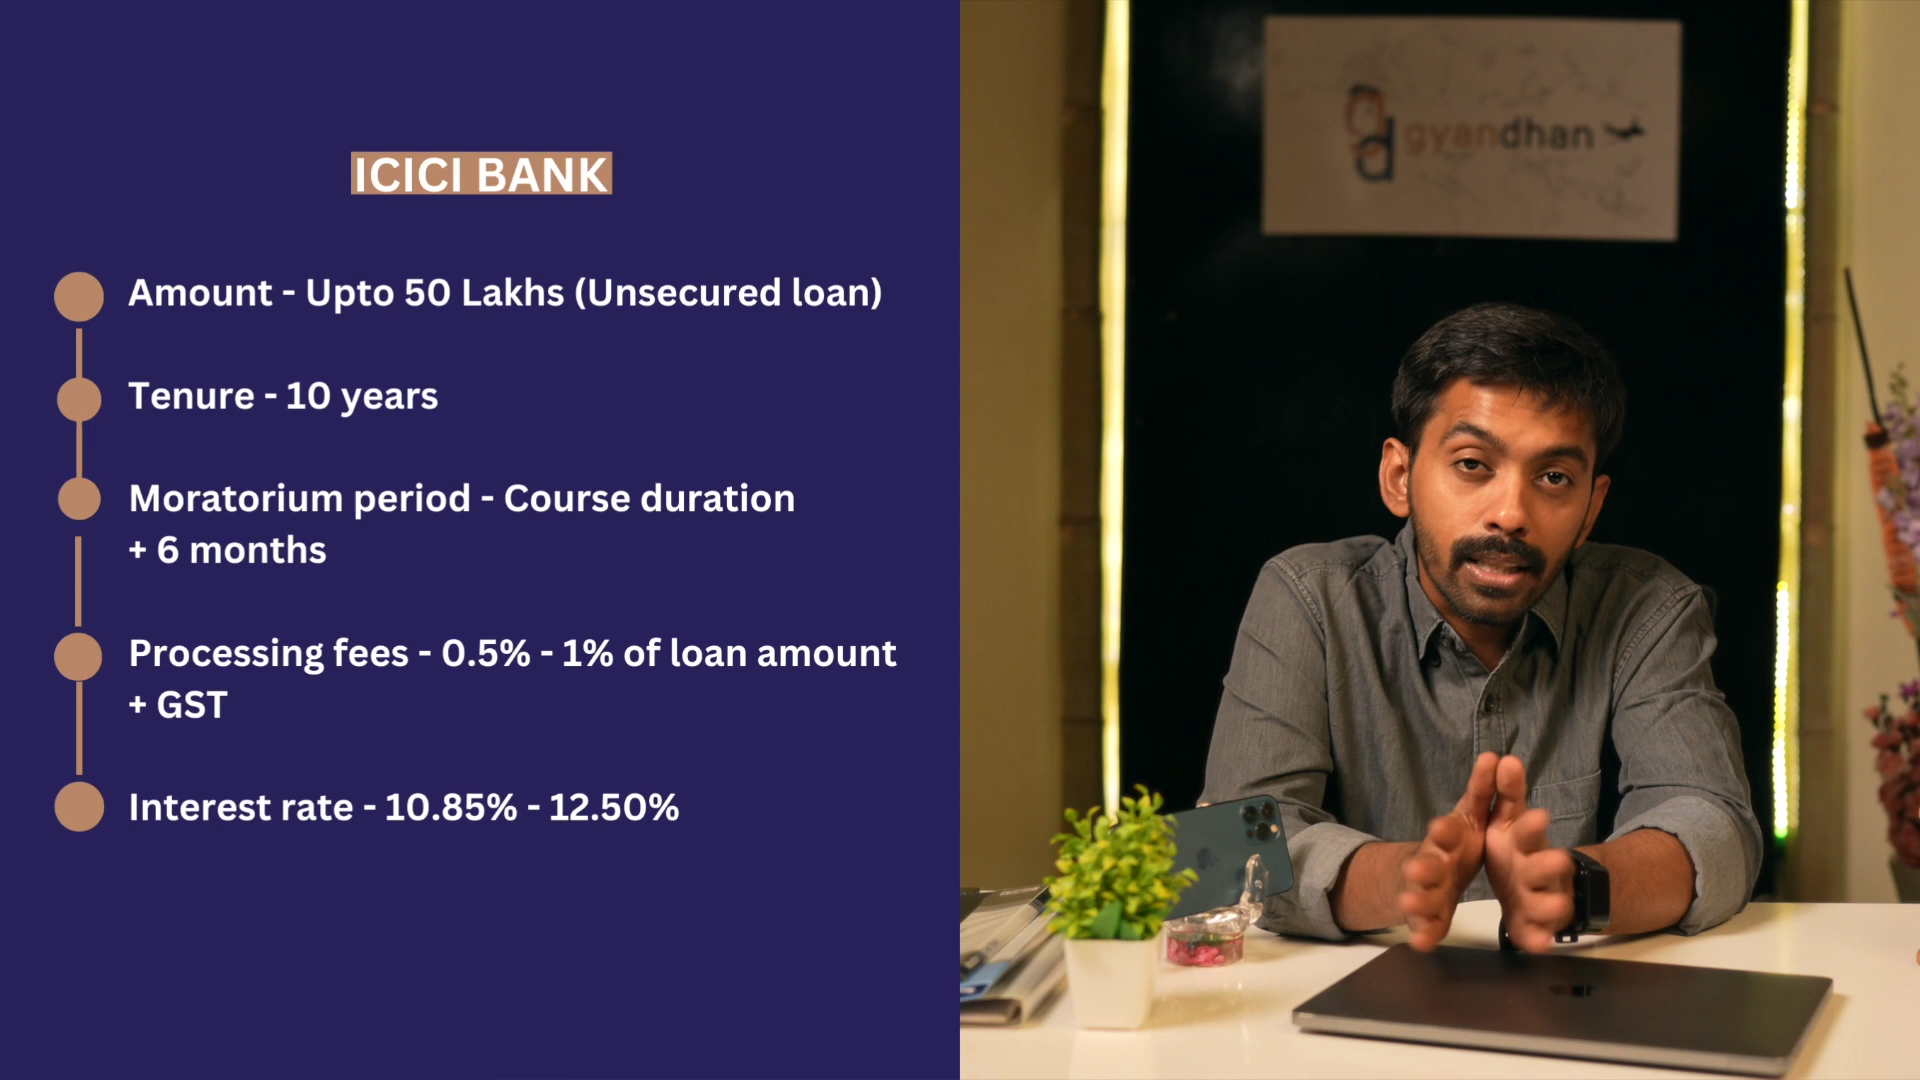 ICICI BANK
Amount - Upto 50 Lakhs (Unsecured loan)
Tenure - 10 years
Moratorium period - Course duration
+ 6 months
Processing fees - 0.5% - 1% of loan amount
+ GST
Interest rate - 10.85% - 12.50%
gd gyandhan